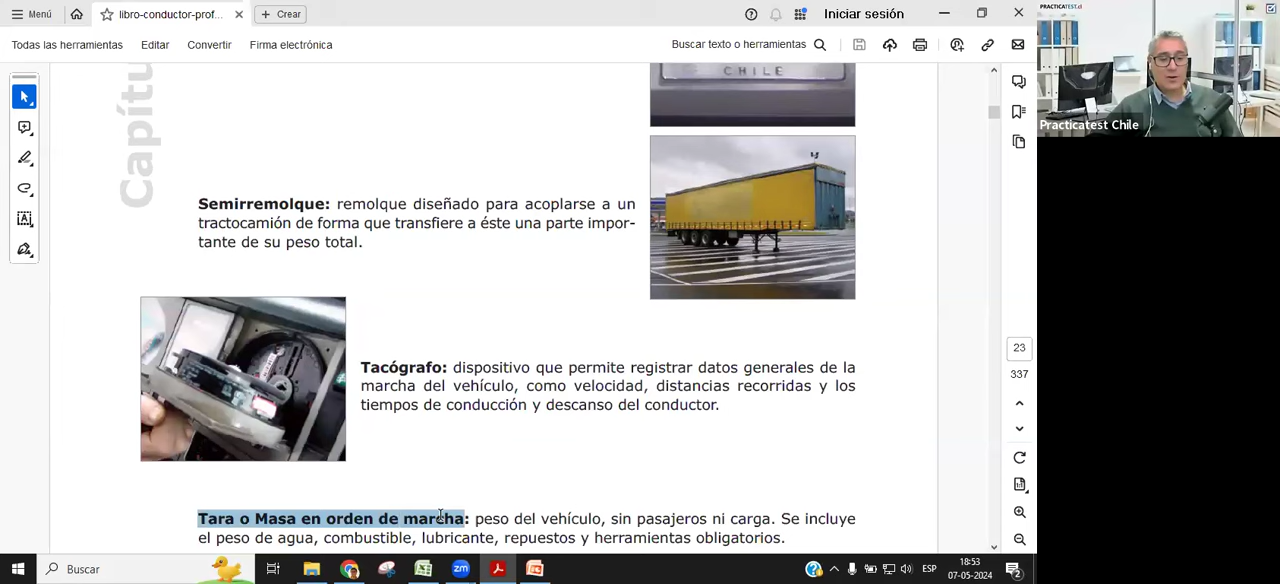 Menú
libro-conductor-prof...
Crear
Iniciar sesión
Todas las herramientas
Editar
Convertir
Firma electrónica
Buscar texto o herramientas
PRACTICATEST.cl
Capítu
CHILE
Practicatest Chile
Semirremolque: remolque diseñado para acoplarse a un
tractocamión de forma que transfiere a éste una parte impor-
tante de su peso total.
23
337
Tacógrafo: dispositivo que permite registrar datos generales de la
marcha del vehículo, como velocidad, distancias recorridas y los
tiempos de conducción y descanso del conductor.
Tara o Masa en orden de marcha: peso del vehículo, sin pasajeros ni carga. Se incluye
el peso de agua, combustible, lubricante, repuestos y herramientas obligatorios.
Buscar
zm
ESP
18:53
07-05-2024
2